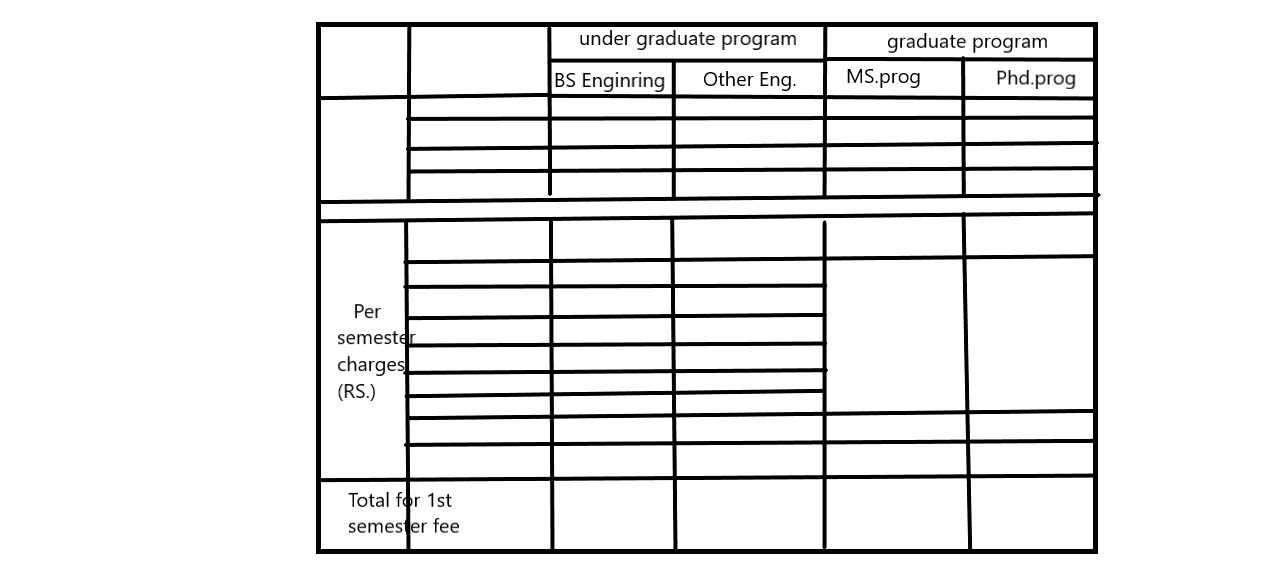 under graduate program
graduate program
BS Enginring
Other Eng.
MS.prog
Phd.prog
Per
semester
charges
(RS.)
Total for 1st
semester fee